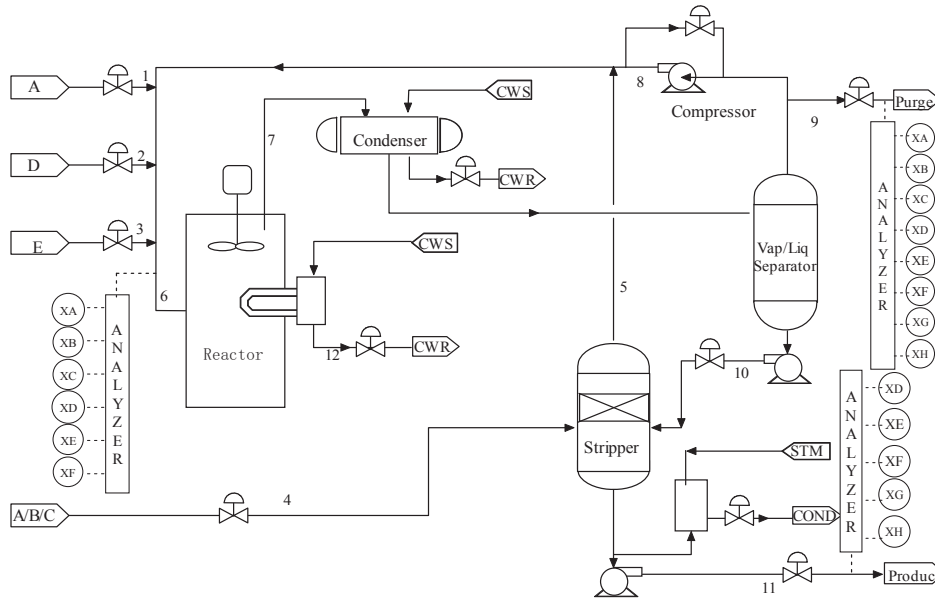 A
1
D
2
E
3
6
XA
XB
XC
XD
XE
XF
ANALYZER
A/B/C
4
7
Reactor
CWS
Condenser
CWR
CWS
12
CWR
8
Compressor
5
Stripper
Vap/Liq
Separator
10
STM
COND
11
9
Purge
ANALYZER
XA
XB
XC
XD
XE
XF
XG
XH
ANALYZER
XD
XE
XF
XG
XH
Produc